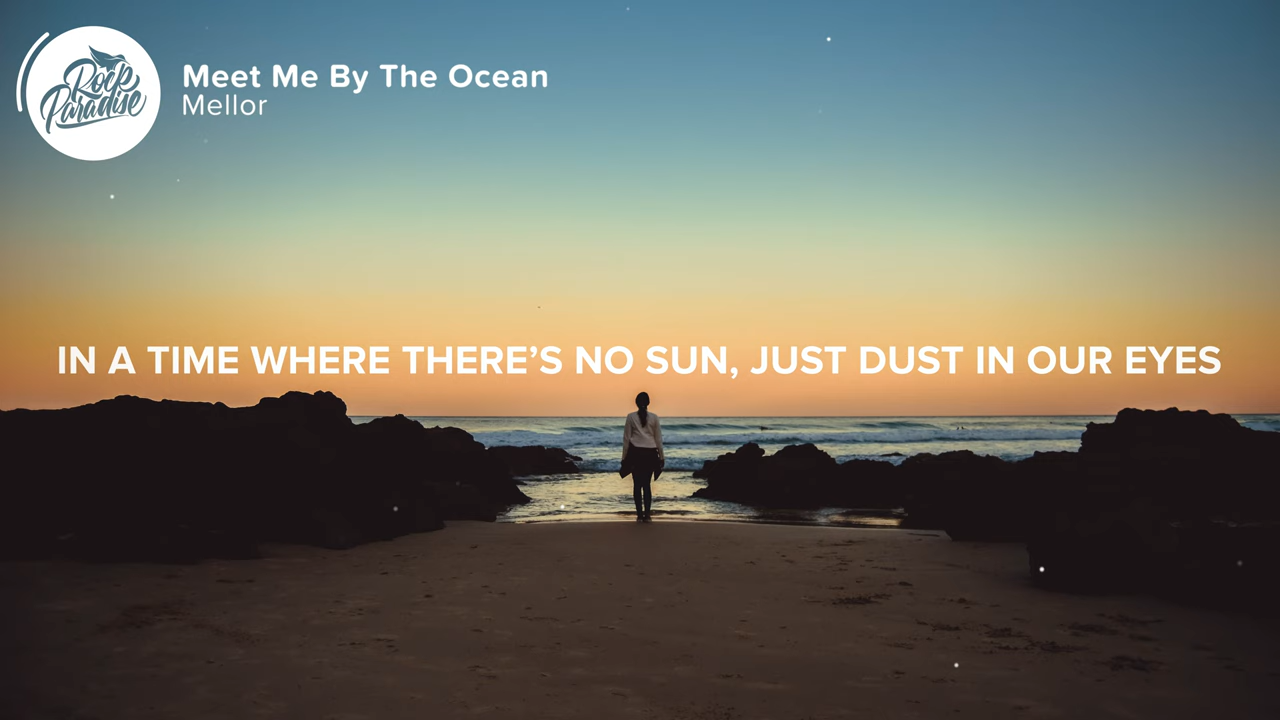 Rock
Paradise
Meet Me By The Ocean
Mellor
IN A TIME WHERE THERE’S NO SUN, JUST DUST IN OUR EYES